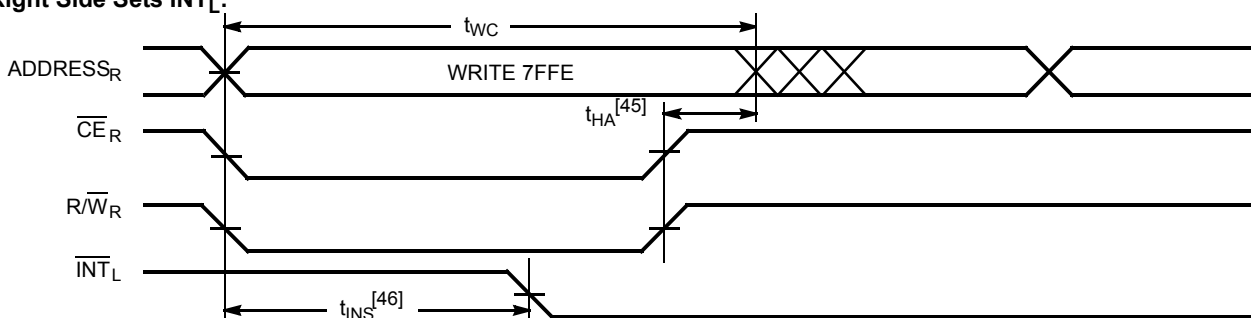 Right Side Sets INTL:
tWC
ADDRESSR
WRITE 7FFE
tHA[45]
CER
R/WR
INTL
tINS[46]